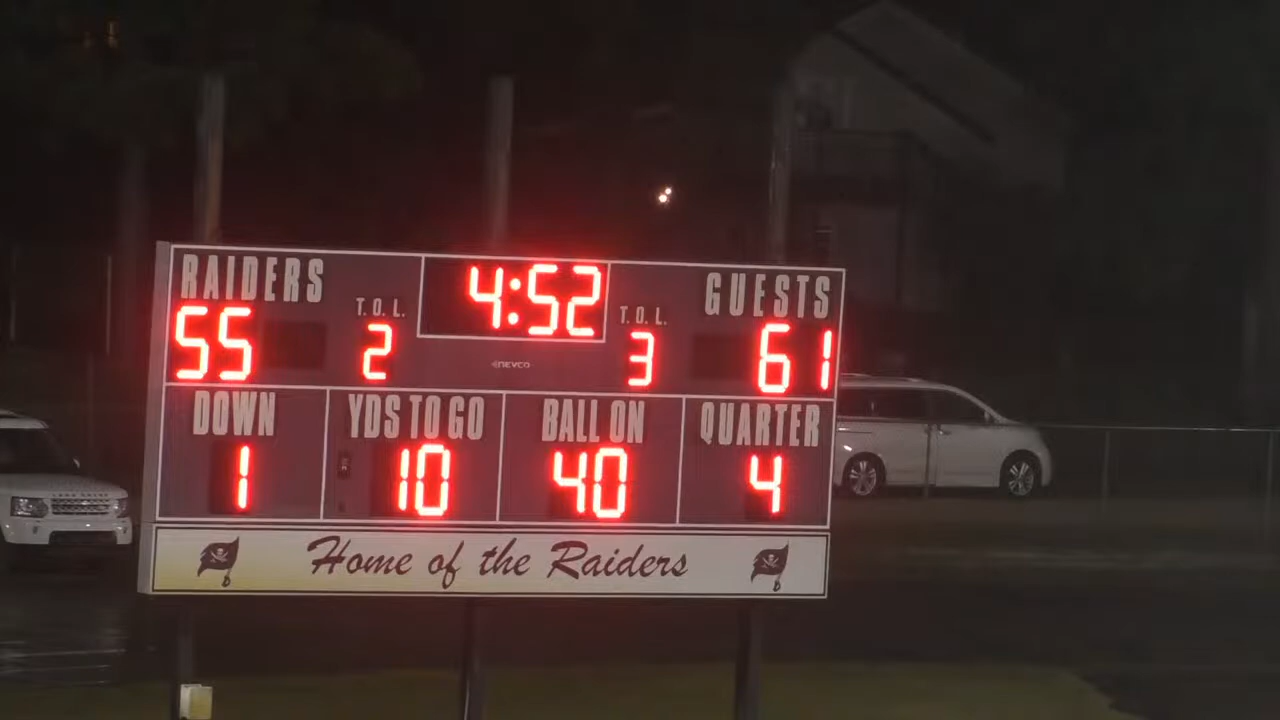 RAIDERS 4:52 GUESTS
T.O.L. T.O.L.
55 2 3 61
NEVCO
DOWN YDS TO GO BALL ON QUARTER
1 10 40 4
Home of the Raiders